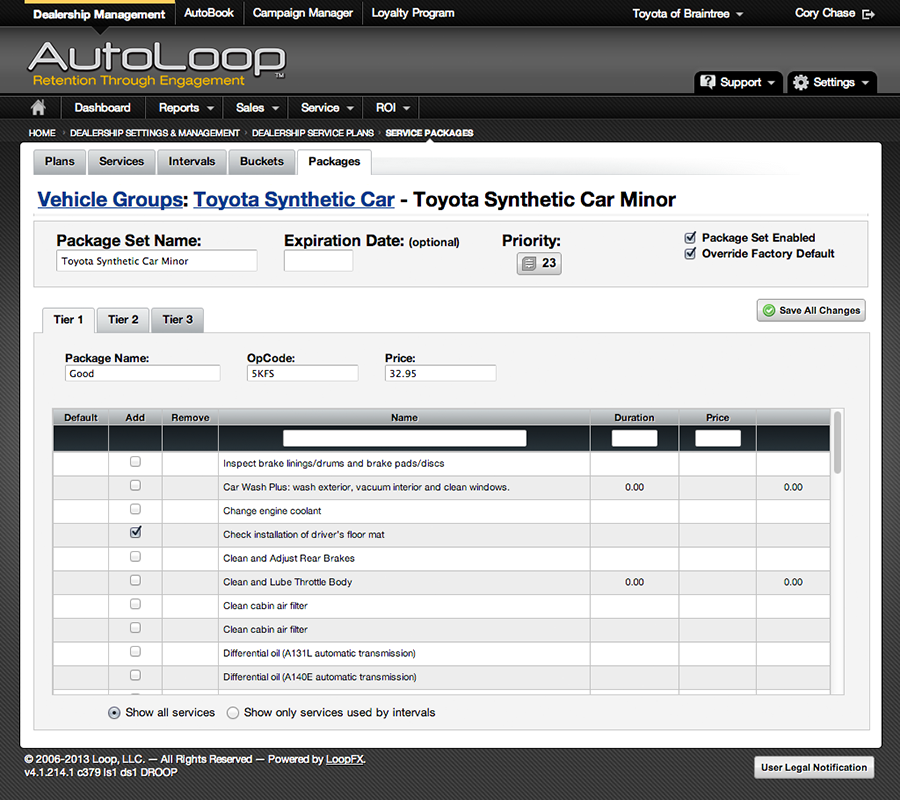 Dealership Management AutoBook Campaign Manager Loyalty Program Toyota of Braintree Cory Chase
AutoLoop™
Retention Through Engagement
Support Settings
Dashboard Reports Sales Service ROI
HOME › DEALERSHIP SETTINGS & MANAGEMENT › DEALERSHIP SERVICE PLANS › SERVICE PACKAGES
Plans Services Intervals Buckets Packages
Vehicle Groups: Toyota Synthetic Car - Toyota Synthetic Car Minor
Package Set Name: Expiration Date: (optional) Priority: Package Set Enabled
Toyota Synthetic Car Minor 23 Override Factory Default
Save All Changes
Tier 1 Tier 2 Tier 3
Package Name: OpCode: Price:
Good 5KFS 32.95
Default Add Remove Name Duration Price
Inspect brake linings/drums and brake pads/discs
Car Wash Plus: wash exterior, vacuum interior and clean windows. 0.00 0.00
Change engine coolant
Check installation of driver's floor mat
Clean and Adjust Rear Brakes
Clean and Lube Throttle Body 0.00 0.00
Clean cabin air filter
Clean cabin air filter
Differential oil (A131L automatic transmission)
Differential oil (A140E automatic transmission)
Show all services Show only services used by intervals
© 2006-2013 Loop, LLC. — All Rights Reserved — Powered by LoopFX.
v4.1.214.1 c379 ls1 ds1 DROOP
User Legal Notification